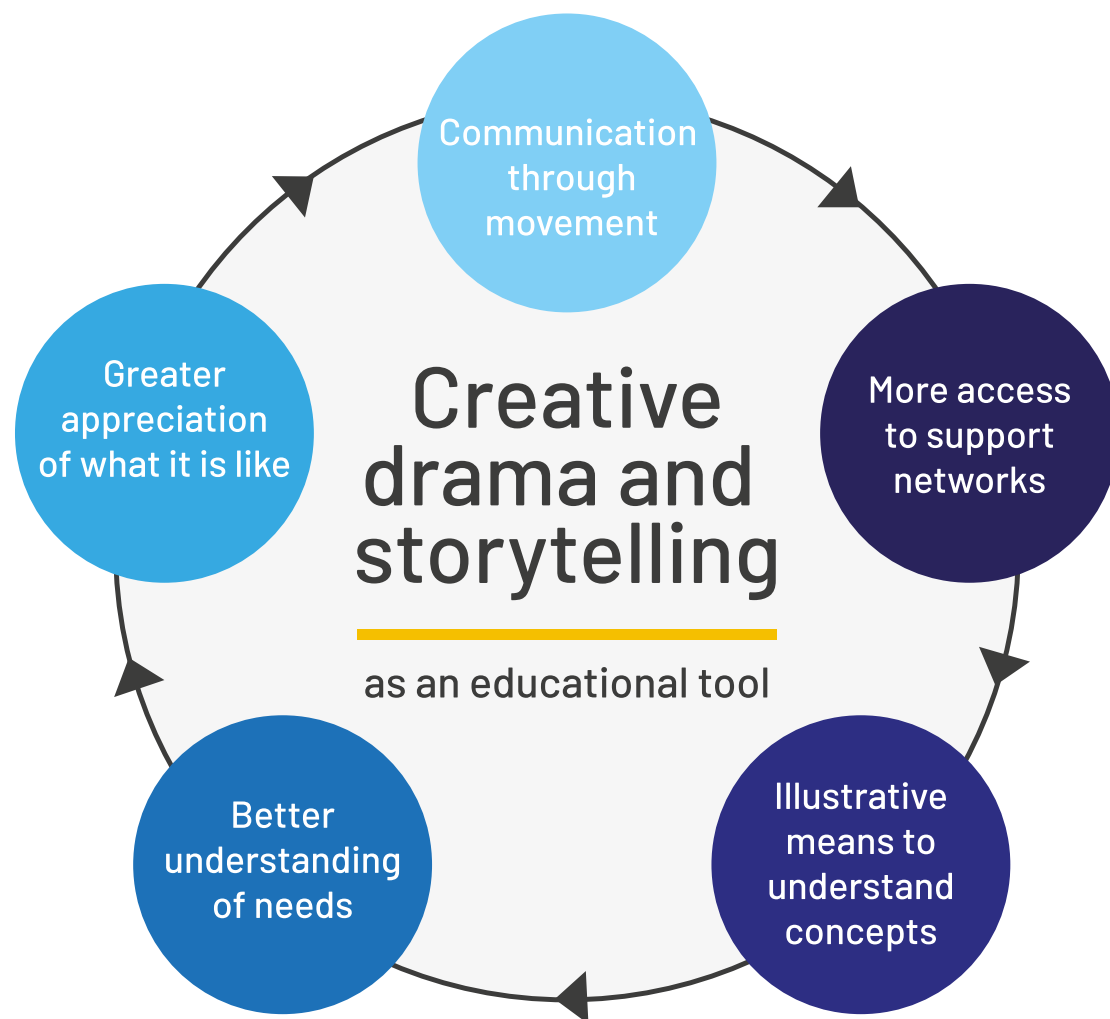 Communication
through
movement
More access
to support
networks
Illustrative
means to
understand
concepts
Better
understanding
of needs
Greater
appreciation
of what it is like
Creative
drama and
storytelling
as an educational tool